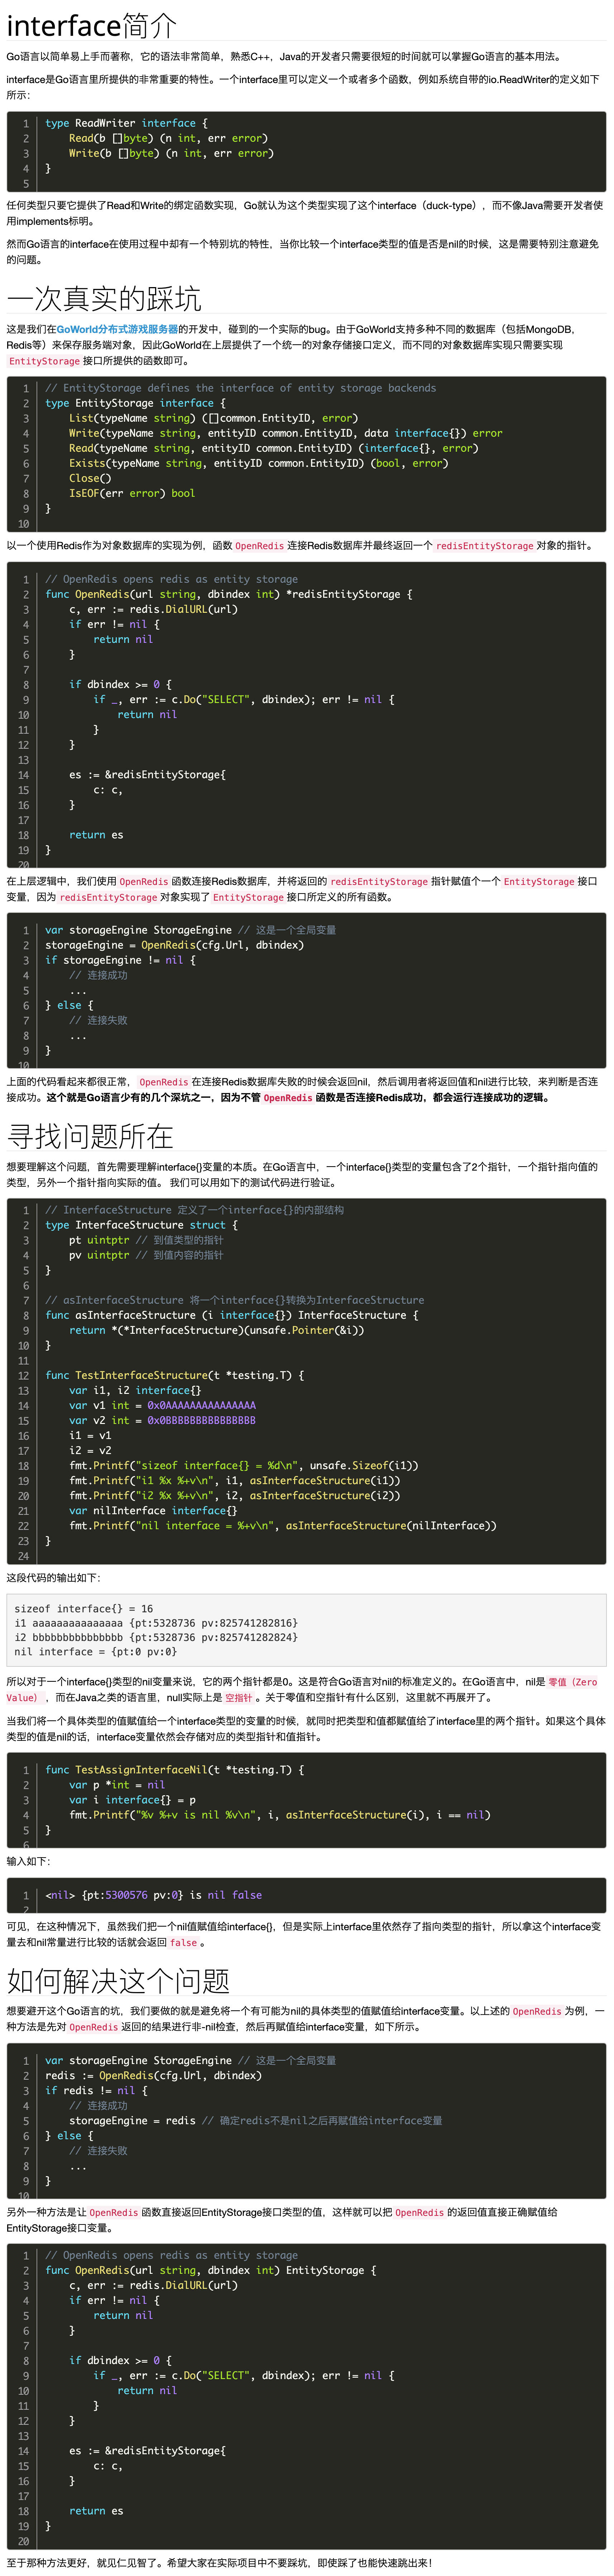 interface简介
Go语言以简单易上手而著称，它的语法非常简单，熟悉C++，Java的开发者只需要很短的时间就可以掌握Go语言的基本用法。
interface是Go语言里所提供的非常重要的特性。一个interface里可以定义一个或者多个函数，例如系统自带的io.ReadWriter的定义如下
所示：
1 type ReadWriter interface {
2     Read(b []byte) (n int, err error)
3     Write(b []byte) (n int, err error)
4 }
5
任何类型只要它提供了Read和Write的绑定函数实现，Go就认为这个类型实现了这个interface（duck-type），而不像Java需要开发者使
用implements标明。
然而Go语言的interface在使用过程中却有一个特别坑的特性，当你比较一个interface类型的值是否是nil的时候，这是需要特别注意避免
的问题。
一次真实的踩坑
这是我们在GoWorld分布式游戏服务器的开发中，碰到的一个实际的bug。由于GoWorld支持多种不同的数据库（包括MongoDB，
Redis等）来保存服务端对象，因此GoWorld在上层提供了一个统一的对象存储接口定义，而不同的对象数据库实现只需要实现
EntityStorage 接口所提供的函数即可。
1 // EntityStorage defines the interface of entity storage backends
2 type EntityStorage interface {
3     List(typeName string) ([]common.EntityID, error)
4     Write(typeName string, entityID common.EntityID, data interface{}) error
5     Read(typeName string, entityID common.EntityID) (interface{}, error)
6     Exists(typeName string, entityID common.EntityID) (bool, error)
7     Close()
8     IsEOF(err error) bool
9 }
10
以一个使用Redis作为对象数据库的实现为例，函数 OpenRedis 连接Redis数据库并最终返回一个 redisEntityStorage 对象的指针。
1 // OpenRedis opens redis as entity storage
2 func OpenRedis(url string, dbindex int) *redisEntityStorage {
3     c, err := redis.DialURL(url)
4     if err != nil {
5         return nil
6     }
7
8     if dbindex >= 0 {
9         if _, err := c.Do("SELECT", dbindex); err != nil {
10             return nil
11         }
12     }
13
14     es := &redisEntityStorage{
15         c: c,
16     }
17
18     return es
19 }
20
在上层逻辑中，我们使用 OpenRedis 函数连接Redis数据库，并将返回的 redisEntityStorage 指针赋值个一个 EntityStorage 接口
变量，因为 redisEntityStorage 对象实现了 EntityStorage 接口所定义的所有函数。
1 var storageEngine StorageEngine // 这是一个全局变量
2 storageEngine = OpenRedis(cfg.Url, dbindex)
3 if storageEngine != nil {
4     // 连接成功
5     ...
6 } else {
7     // 连接失败
8     ...
9 }
10
上面的代码看起来都很正常， OpenRedis 在连接Redis数据库失败的时候会返回nil，然后调用者将返回值和nil进行比较，来判断是否连
接成功。这个就是Go语言少有的几个深坑之一，因为不管 OpenRedis 函数是否连接Redis成功，都会运行连接成功的逻辑。
寻找问题所在
想要理解这个问题，首先需要理解interface{}变量的本质。在Go语言中，一个interface{}类型的变量包含了2个指针，一个指针指向值的
类型，另外一个指针指向实际的值。 我们可以用如下的测试代码进行验证。
1 // InterfaceStructure 定义了一个interface{}的内部结构
2 type InterfaceStructure struct {
3     pt uintptr // 到值类型的指针
4     pv uintptr // 到值内容的指针
5 }
6
7 // asInterfaceStructure 将一个interface{}转换为InterfaceStructure
8 func asInterfaceStructure (i interface{}) InterfaceStructure {
9     return *(*InterfaceStructure)(unsafe.Pointer(&i))
10 }
11
12 func TestInterfaceStructure(t *testing.T) {
13     var i1, i2 interface{}
14     var v1 int = 0x0AAAAAAAAAAAAAAA
15     var v2 int = 0x0BBBBBBBBBBBBBBB
16     i1 = v1
17     i2 = v2
18     fmt.Printf("sizeof interface{} = %d\n", unsafe.Sizeof(i1))
19     fmt.Printf("i1 %x %+v\n", i1, asInterfaceStructure(i1))
20     fmt.Printf("i2 %x %+v\n", i2, asInterfaceStructure(i2))
21     var nilInterface interface{}
22     fmt.Printf("nil interface = %+v\n", asInterfaceStructure(nilInterface))
23 }
24
这段代码的输出如下：
sizeof interface{} = 16
i1 aaaaaaaaaaaaaaa {pt:5328736 pv:825741282816}
i2 bbbbbbbbbbbbbbb {pt:5328736 pv:825741282824}
nil interface = {pt:0 pv:0}
所以对于一个interface{}类型的nil变量来说，它的两个指针都是0。这是符合Go语言对nil的标准定义的。在Go语言中，nil是 零值（Zero
Value） ，而在Java之类的语言里，null实际上是 空指针 。关于零值和空指针有什么区别，这里就不再展开了。
当我们将一个具体类型的值赋值给一个interface类型的变量的时候，就同时把类型和值都赋值给了interface里的两个指针。如果这个具体
类型的值是nil的话，interface变量依然会存储对应的类型指针和值指针。
1 func TestAssignInterfaceNil(t *testing.T) {
2     var p *int = nil
3     var i interface{} = p
4     fmt.Printf("%v %+v is nil %v\n", i, asInterfaceStructure(i), i == nil)
5 }
6
输入如下：
1 <nil> {pt:5300576 pv:0} is nil false
2
可见，在这种情况下，虽然我们把一个nil值赋值给interface{}，但是实际上interface里依然存了指向类型的指针，所以拿这个interface变
量去和nil常量进行比较的话就会返回 false 。
如何解决这个问题
想要避开这个Go语言的坑，我们要做的就是避免将一个有可能为nil的具体类型的值赋值给interface变量。以上述的 OpenRedis 为例，一
种方法是先对 OpenRedis 返回的结果进行非-nil检查，然后再赋值给interface变量，如下所示。
1 var storageEngine StorageEngine // 这是一个全局变量
2 redis := OpenRedis(cfg.Url, dbindex)
3 if redis != nil {
4     // 连接成功
5     storageEngine = redis // 确定redis不是nil之后再赋值给interface变量
6 } else {
7     // 连接失败
8     ...
9 }
10
另外一种方法是让 OpenRedis 函数直接返回EntityStorage接口类型的值，这样就可以把 OpenRedis 的返回值直接正确赋值给
EntityStorage接口变量。
1 // OpenRedis opens redis as entity storage
2 func OpenRedis(url string, dbindex int) EntityStorage {
3     c, err := redis.DialURL(url)
4     if err != nil {
5         return nil
6     }
7
8     if dbindex >= 0 {
9         if _, err := c.Do("SELECT", dbindex); err != nil {
10             return nil
11         }
12     }
13
14     es := &redisEntityStorage{
15         c: c,
16     }
17
18     return es
19 }
20
至于那种方法更好，就见仁见智了。希望大家在实际项目中不要踩坑，即使踩了也能快速跳出来！